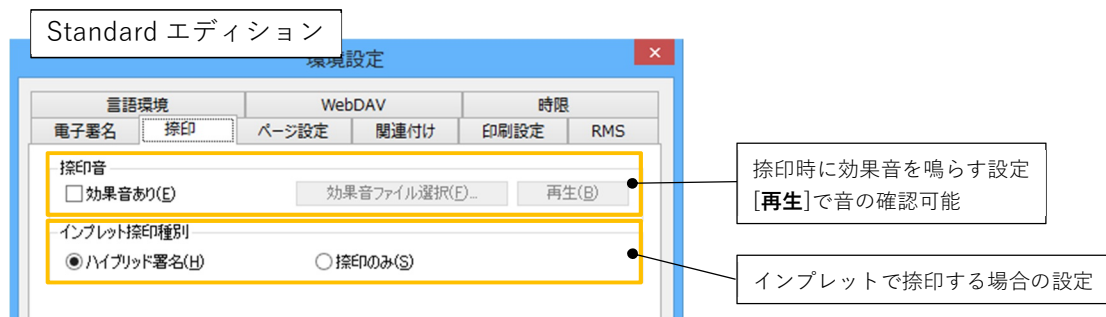 Standard エディション
環境設定
×
言語環境 WebDAV 時限
電子署名 捺印 ページ設定 関連付け 印刷設定 RMS
捺印音
効果音あり(E) 効果音ファイル選択(F)... 再生(B)
インプレット捺印種別
ハイブリッド署名(H) 捺印のみ(S)
捺印時に効果音を鳴らす設定
[再生]で音の確認可能
インプレットで捺印する場合の設定